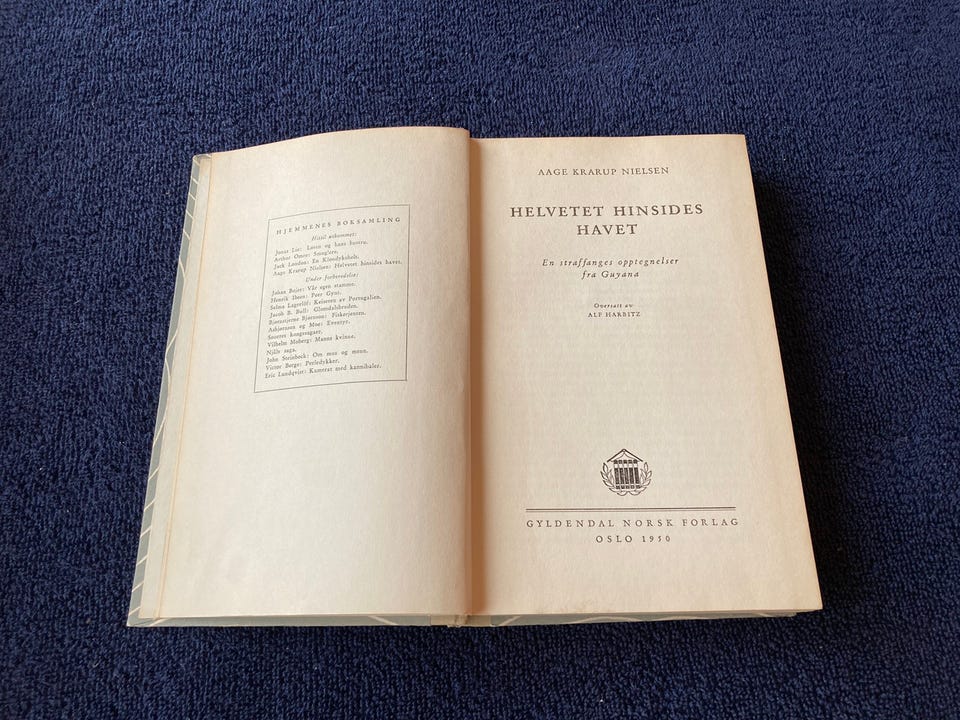 HJEMMENES BOKSAMLING
Hittil utkommet:
Jonas Lie: Losen og hans hustru.
Arthur Omre: Smuglere.
Jack London: En Klondykehelt.
Aage Krarup Nielsen: Helvetet hinsides havet.
Under forberedelse:
Johan Bojer: Vår egen stamme.
Henrik Ibsen: Peer Gynt.
Selma Lagerlöf: Keiseren av Portugalien.
Jacob B. Bull: Glomdalsbruden.
Bjørnstjerne Bjørnson: Fiskerjenten.
Asbjørnsen og Moe: Eventyr.
Snorres kongesagaer.
Vilhelm Moberg: Manns kvinne.
Njåls saga.
John Steinbeck: Om mus og menn.
Victor Berge: Perledykker.
Eric Lundqvist: Kamerat med kannibaler.
AAGE KRARUP NIELSEN
HELVETET HINSIDES
HAVET
En straffanges opptegnelser
fra Guyana
Oversatt av
ALF HARBITZ
GYLDENDAL NORSK FORLAG
OSLO 1950